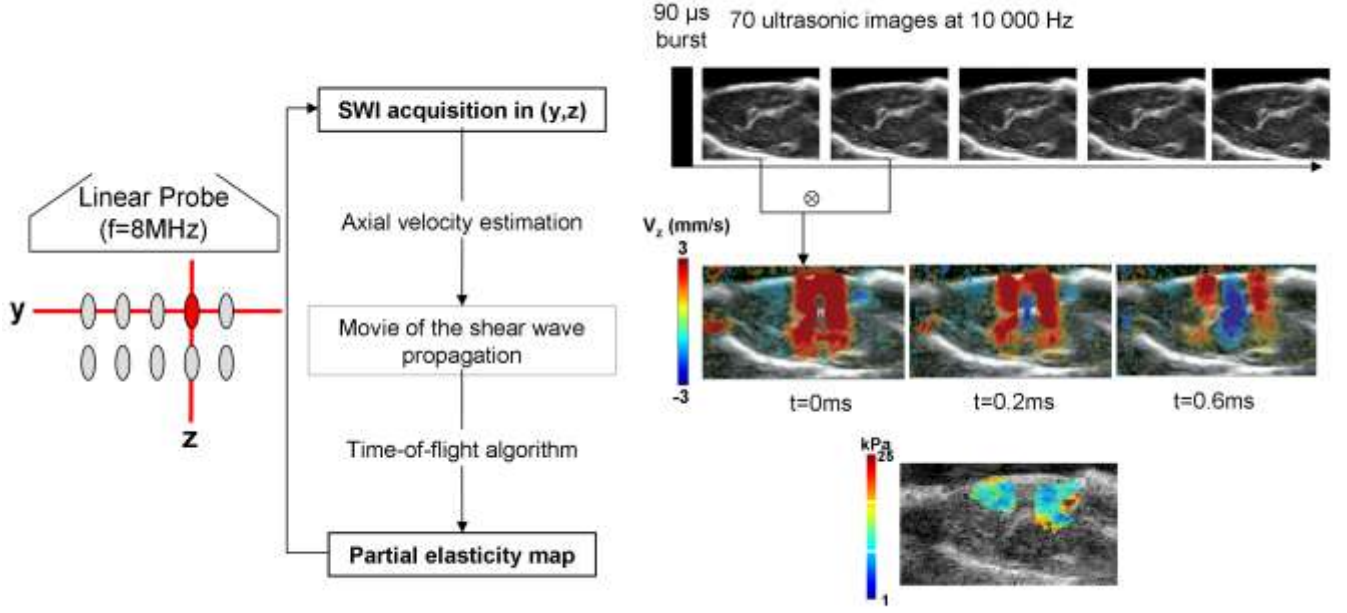 90 µs
burst
70 ultrasonic images at 10 000 Hz
SWI acquisition in (y,z)
Linear Probe
(f=8MHz)
Axial velocity estimation
⊗
Vz (mm/s)
3
y
Movie of the shear wave
propagation
-3
t=0ms
t=0.2ms
t=0.6ms
z
Time-of-flight algorithm
kPa
25
Partial elasticity map
1